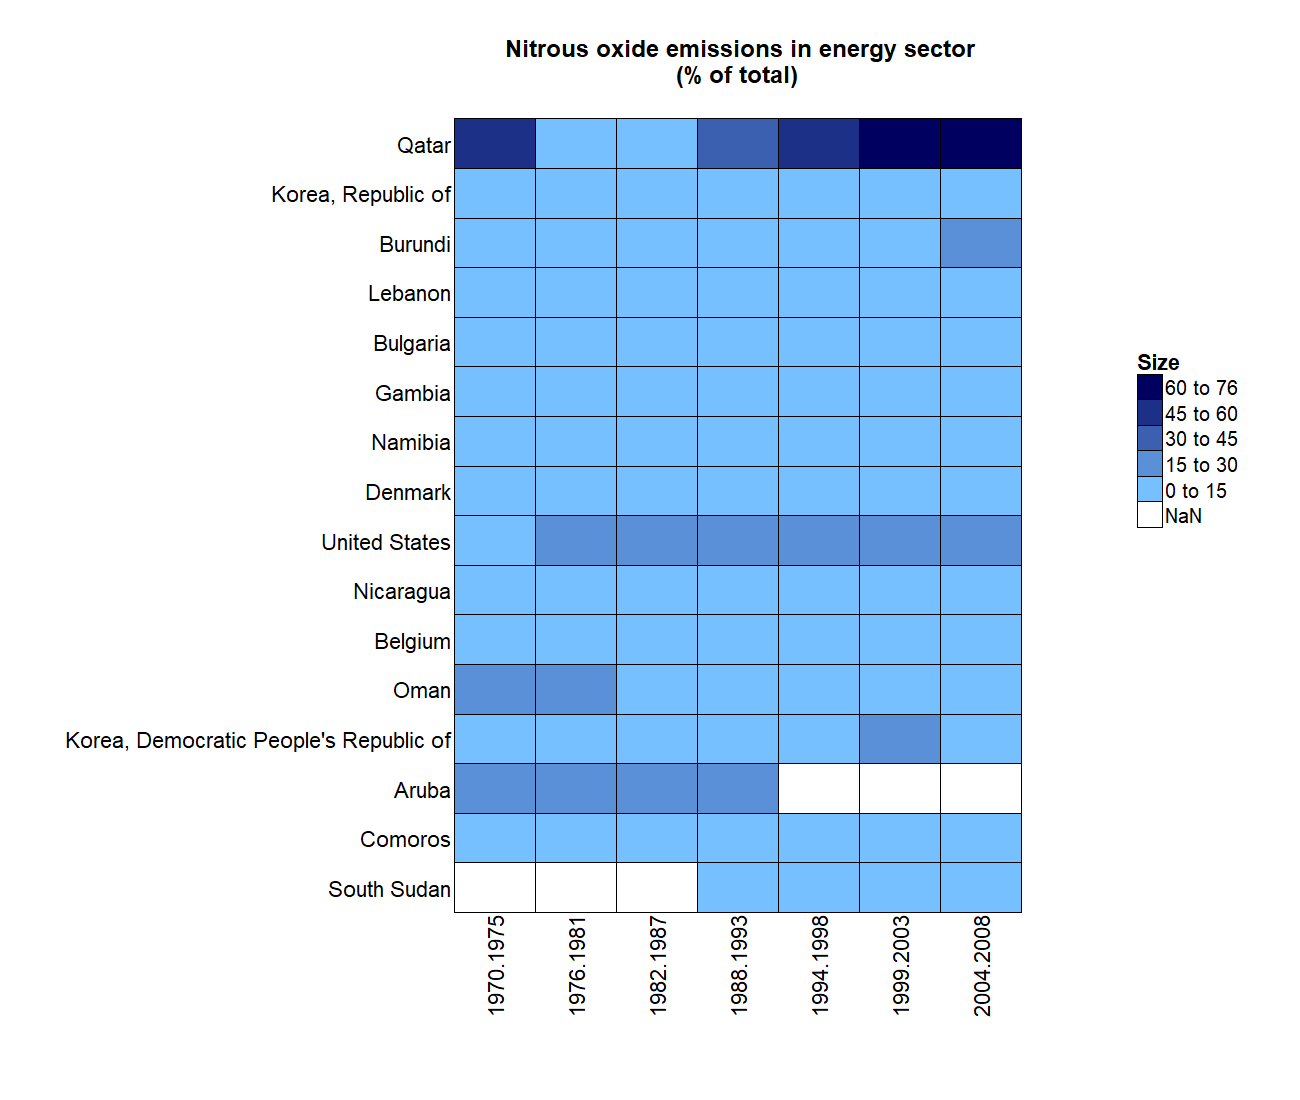 Nitrous oxide emissions in energy sector
(% of total)
Qatar
Korea, Republic of
Burundi
Lebanon
Bulgaria
Gambia
Namibia
Denmark
United States
Nicaragua
Belgium
Oman
Korea, Democratic People's Republic of
Aruba
Comoros
South Sudan
1970.1975
1976.1981
1982.1987
1988.1993
1994.1998
1999.2003
2004.2008
Size
60 to 76
45 to 60
30 to 45
15 to 30
0 to 15
NaN